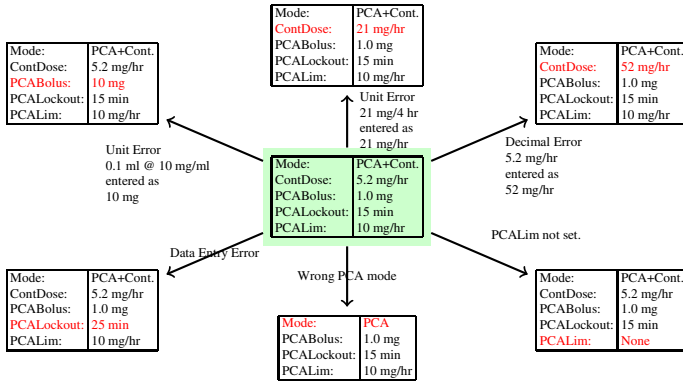 Mode: PCA+Cont.
ContDose: 21 mg/hr
PCABolus: 1.0 mg
PCALockout: 15 min
PCALim: 10 mg/hr
Mode: PCA+Cont.
ContDose: 5.2 mg/hr
PCABolus: 10 mg
PCALockout: 15 min
PCALim: 10 mg/hr
Mode: PCA+Cont.
ContDose: 52 mg/hr
PCABolus: 1.0 mg
PCALockout: 15 min
PCALim: 10 mg/hr
Unit Error
21 mg/4 hr
entered as
21 mg/hr
Unit Error
0.1 ml @ 10 mg/ml
entered as
10 mg
Decimal Error
5.2 mg/hr
entered as
52 mg/hr
Mode: PCA+Cont.
ContDose: 5.2 mg/hr
PCABolus: 1.0 mg
PCALockout: 15 min
PCALim: 10 mg/hr
Data Entry Error
Wrong PCA mode
PCALim not set.
Mode: PCA+Cont.
ContDose: 5.2 mg/hr
PCABolus: 1.0 mg
PCALockout: 25 min
PCALim: 10 mg/hr
Mode: PCA
PCABolus: 1.0 mg
PCALockout: 15 min
PCALim: 10 mg/hr
Mode: PCA+Cont.
ContDose: 5.2 mg/hr
PCABolus: 1.0 mg
PCALockout: 15 min
PCALim: None